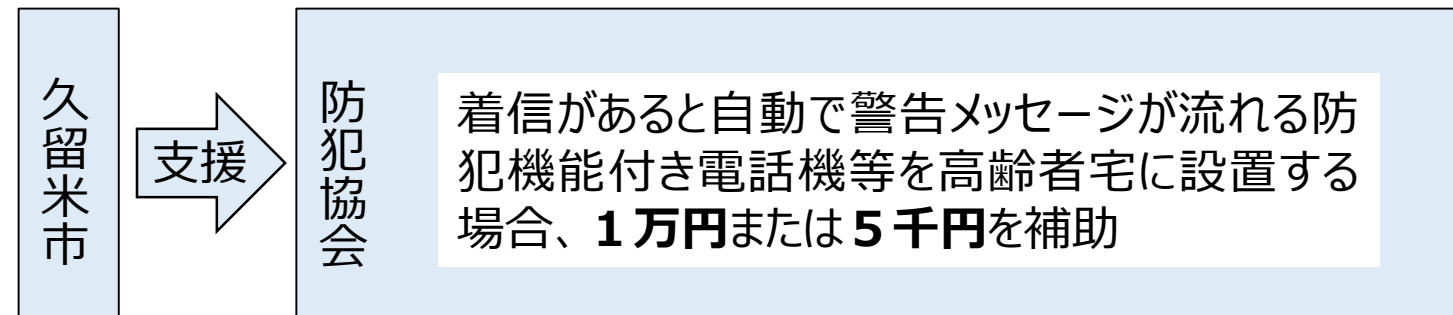 久留米市
支援
防犯協会
着信があると自動で警告メッセージが流れる防
犯機能付き電話機等を高齢者宅に設置する
場合、１万円または５千円を補助